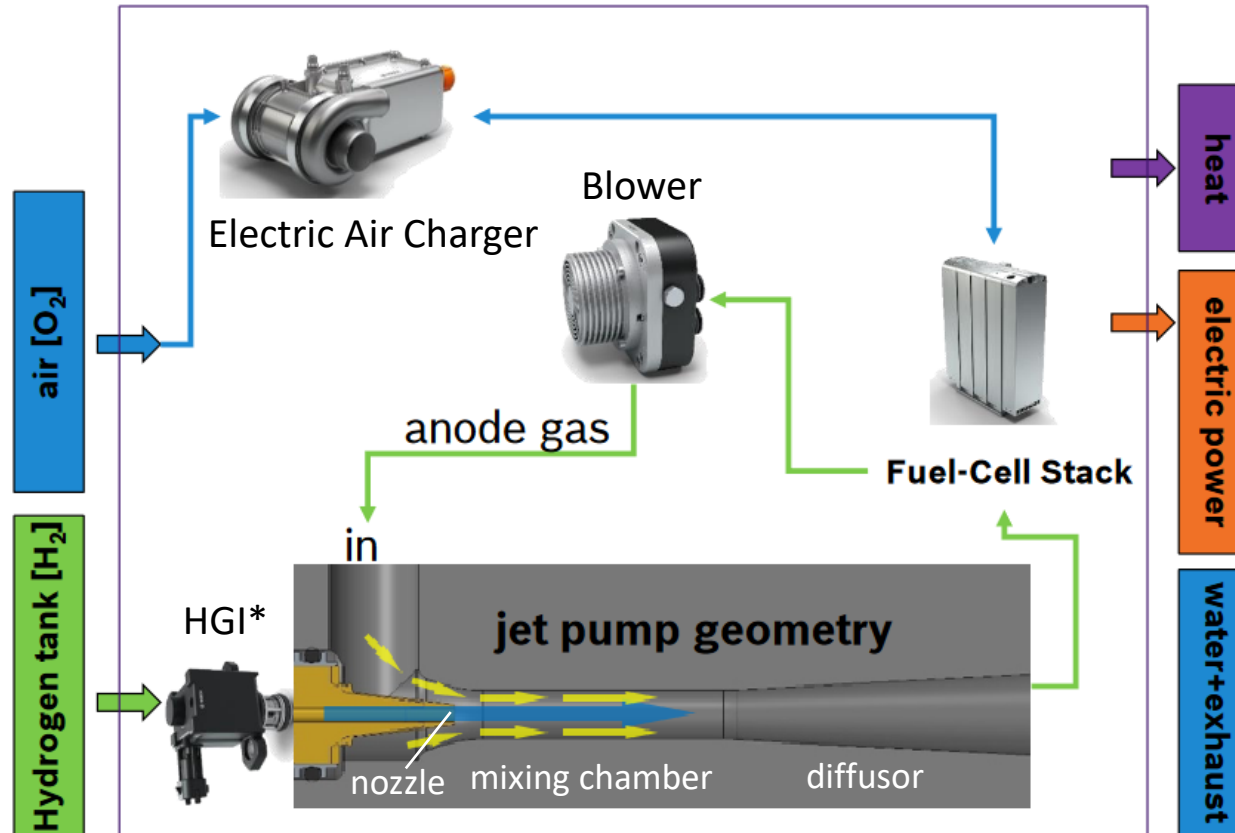 Electric Air Charger
Blower
air [O₂]
heat
electric power
anode gas
Fuel-Cell Stack
in
Hydrogen tank [H₂]
HGI*
jet pump geometry
nozzle
mixing chamber
diffusor
water+exhaust